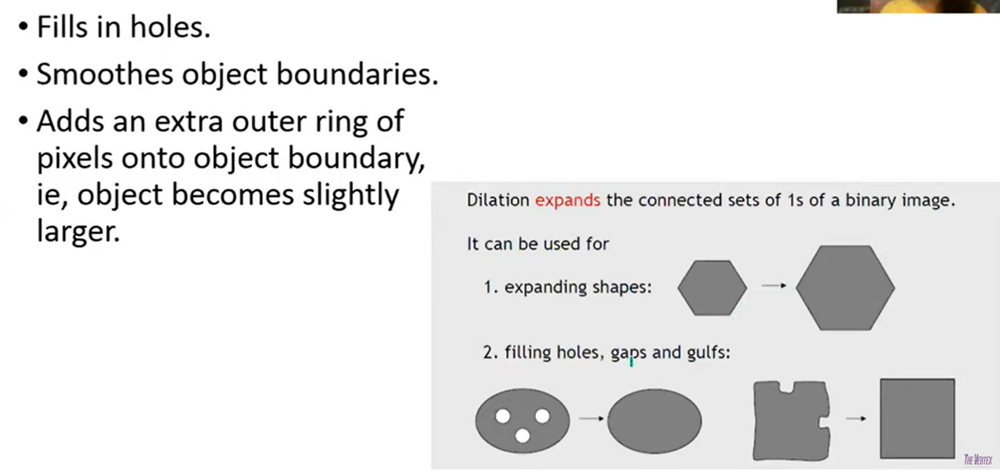 • Fills in holes.
• Smoothes object boundaries.
• Adds an extra outer ring of
pixels onto object boundary,
ie, object becomes slightly
larger.
Dilation expands the connected sets of 1s of a binary image.
It can be used for
1. expanding shapes:
2. filling holes, gaps and gulfs:
THE VERTEX